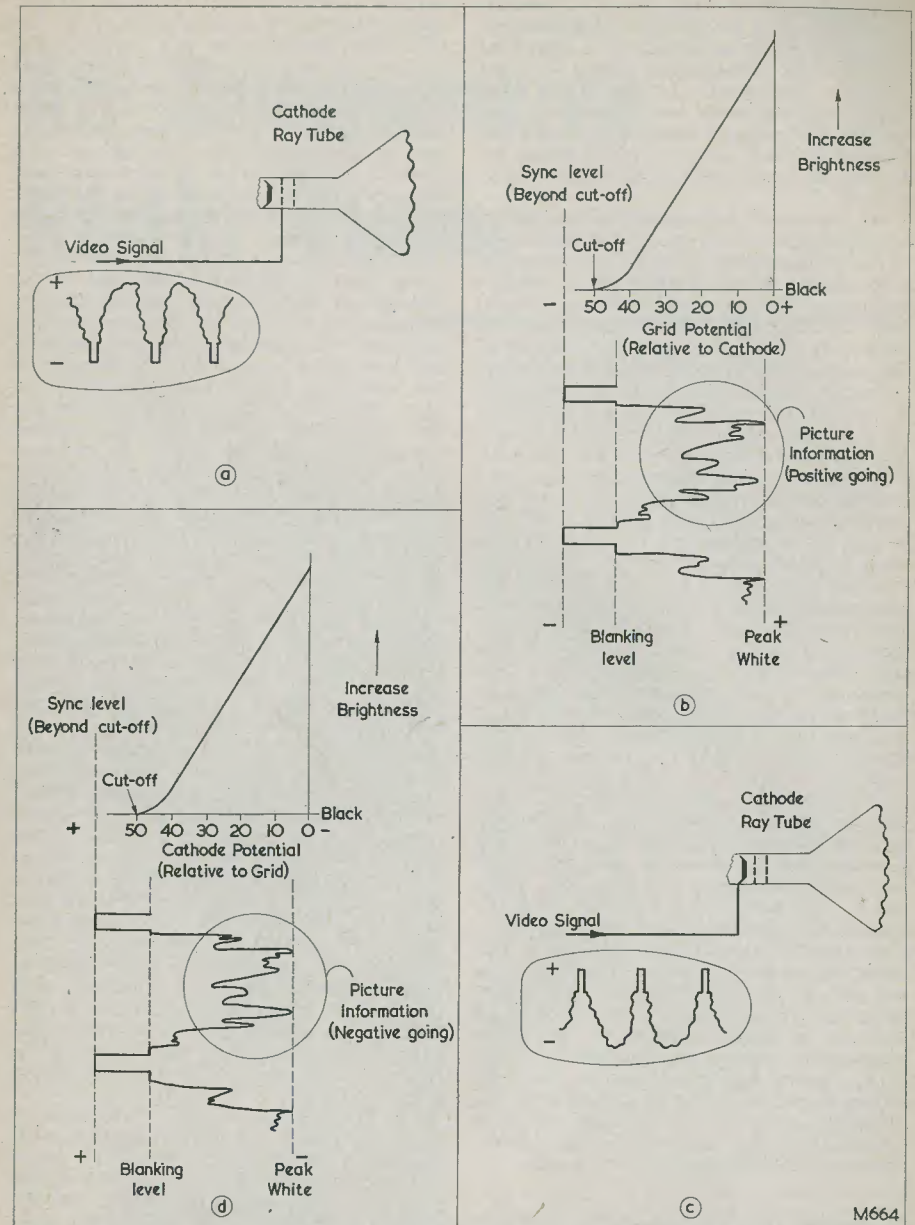 Cathode
Ray Tube
Video Signal
+
−
a
Increase
Brightness
Sync level
(Beyond cut-off)
Cut-off
Black
− 50 40 30 20 10 0+
Grid Potential
(Relative to Cathode)
Picture
Information
(Positive going)
− +
Blanking
level
Peak
White
b
Increase
Brightness
Sync level
(Beyond cut-off)
Cut-off
Black
+ 50 40 30 20 10 0−
Cathode Potential
(Relative to Grid)
Picture
Information
(Negative going)
+ −
Blanking
level
Peak
White
d
Cathode
Ray Tube
Video Signal
+
−
c
M664